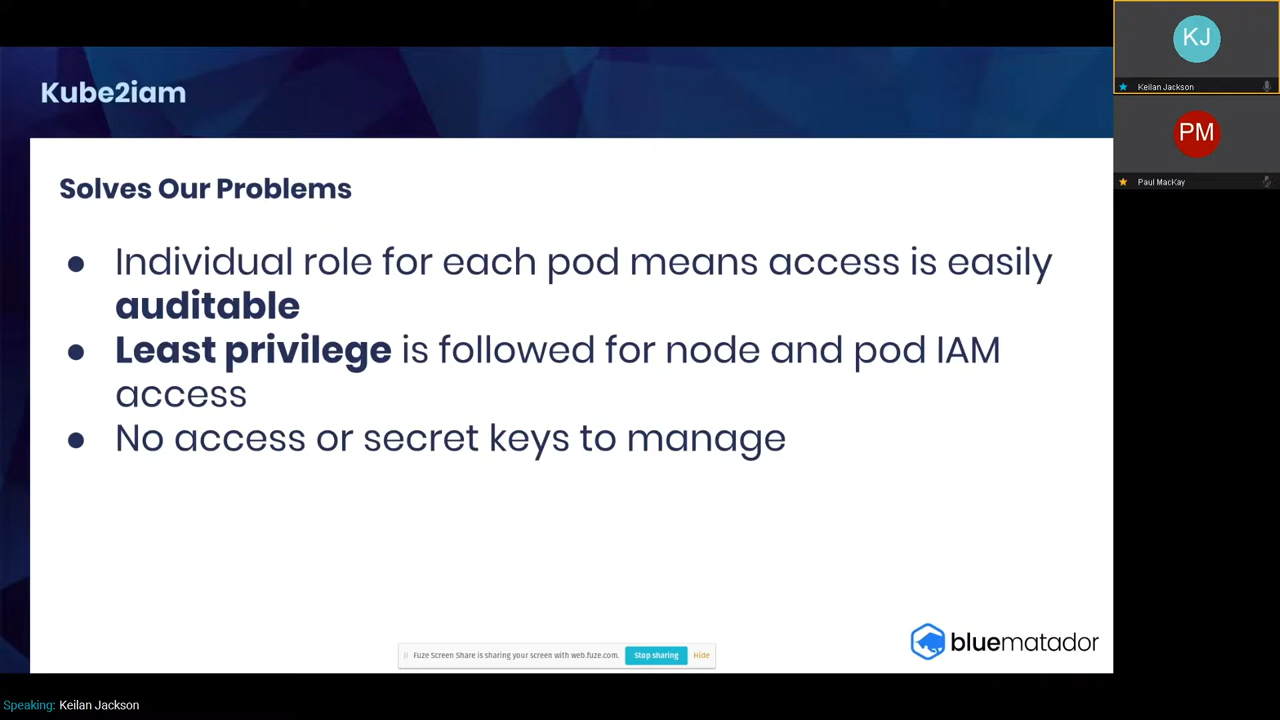 Kube2iam
Solves Our Problems
● Individual role for each pod means access is easily
auditable
● Least privilege is followed for node and pod IAM
access
● No access or secret keys to manage
bluematador
Fuze Screen Share is sharing your screen with web.fuze.com. Stop sharing Hide
KJ
Keilan Jackson
PM
Paul MacKay
Speaking: Keilan Jackson